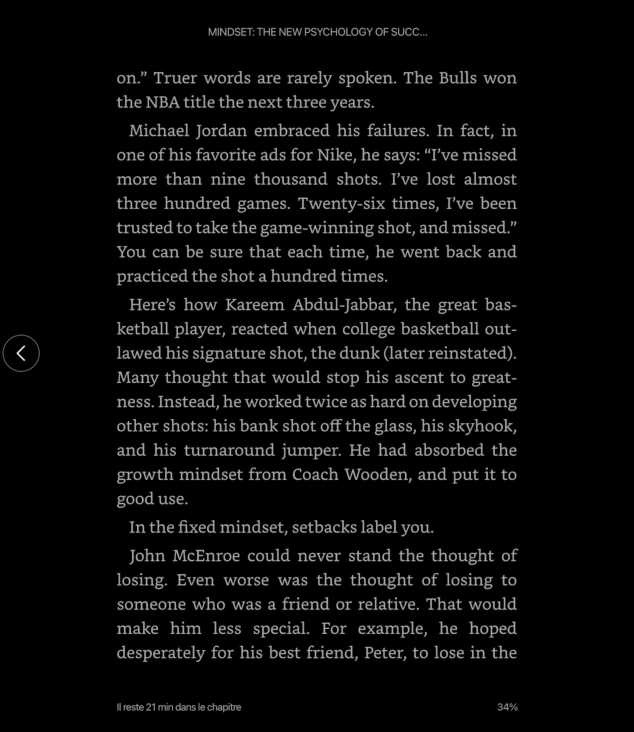 MINDSET: THE NEW PSYCHOLOGY OF SUCC...
on.” Truer words are rarely spoken. The Bulls won
the NBA title the next three years.
Michael Jordan embraced his failures. In fact, in
one of his favorite ads for Nike, he says: “I’ve missed
more than nine thousand shots. I’ve lost almost
three hundred games. Twenty-six times, I’ve been
trusted to take the game-winning shot, and missed.”
You can be sure that each time, he went back and
practiced the shot a hundred times.
Here’s how Kareem Abdul-Jabbar, the great bas-
ketball player, reacted when college basketball out-
lawed his signature shot, the dunk (later reinstated).
Many thought that would stop his ascent to great-
ness. Instead, he worked twice as hard on developing
other shots: his bank shot off the glass, his skyhook,
and his turnaround jumper. He had absorbed the
growth mindset from Coach Wooden, and put it to
good use.
In the fixed mindset, setbacks label you.
John McEnroe could never stand the thought of
losing. Even worse was the thought of losing to
someone who was a friend or relative. That would
make him less special. For example, he hoped
desperately for his best friend, Peter, to lose in the
Il reste 21 min dans le chapitre
34%